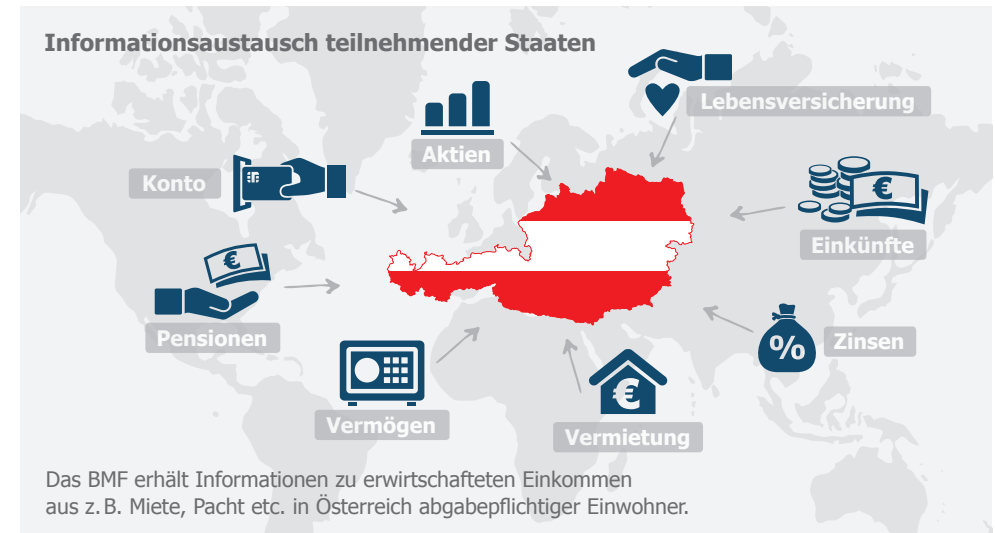 Informationsaustausch teilnehmender Staaten
Lebensversicherung
Aktien
Konto
€
Einkünfte
€
Pensionen
%
Zinsen
Vermögen
€
Vermietung
Das BMF erhält Informationen zu erwirtschafteten Einkommen
aus z. B. Miete, Pacht etc. in Österreich abgabepflichtiger Einwohner.